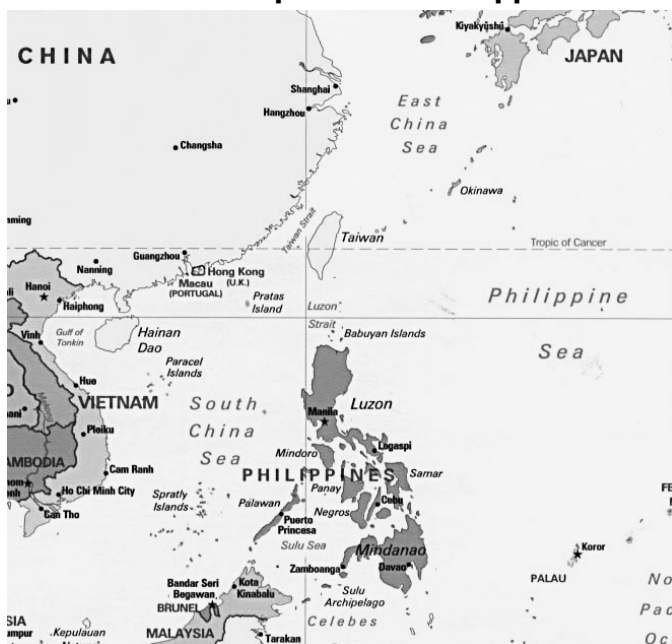 CHINA
Kiyakyūshū
JAPAN
Shanghai
Hangzhou
East
China
Sea
Changsha
Okinawa
Taiwan Strait
Taiwan
Tropic of Cancer
Guangzhou
Nanning
Hong Kong
(U.K.)
Macau
(PORTUGAL)
Hanoi
Haiphong
Pratas
Island
Luzon
Strait
Philippine
Sea
Babuyan Islands
Gulf of
Tonkin
Hainan
Dao
Vinh
Paracel
Islands
Hue
VIETNAM
South
China
Sea
Mekong
Luzon
Manila
Pleiku
Legaspi
Mindoro
PHILIPPINES
Samar
Cam Ranh
Panay
Ho Chi Minh City
Spratly
Islands
Palawan
Negros
Cebu
Can Tho
Puerto
Princesa
Sulu Sea
Mindanao
Koror
Zamboanga
Davao
PALAU
Bandar Seri
Begawan
Kota
Kinabalu
Sulu
Archipelago
BRUNEI
MALAYSIA
Celebes
Kepulauan
Tarakan